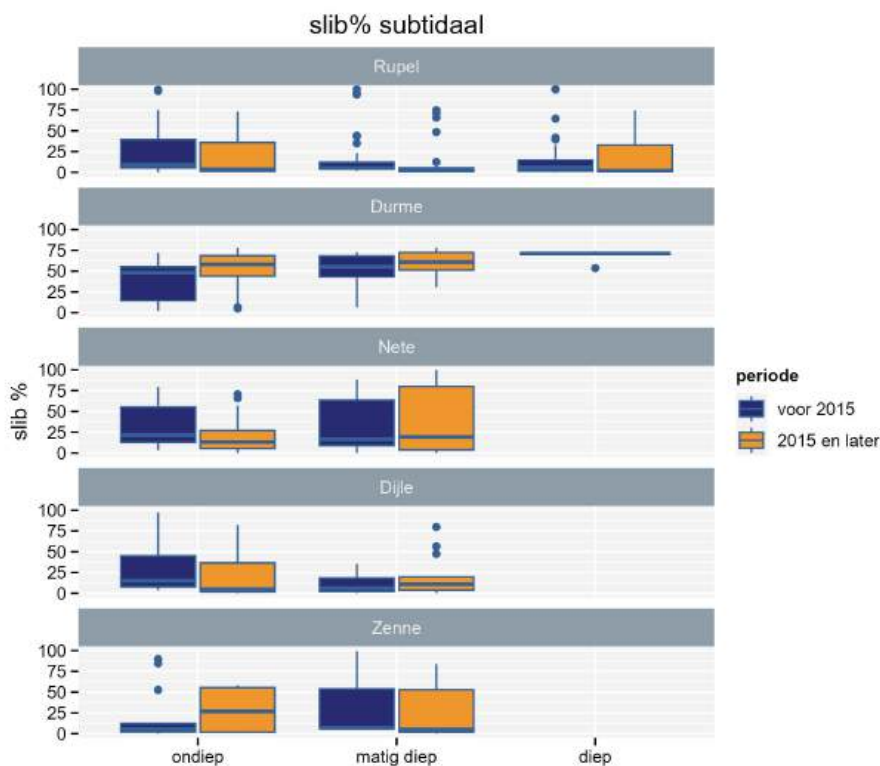 slib% subtidaal
Rupel
100
75
50
25
0
Durme
100
75
50
25
0
Nete
100
75
50
25
0
Dijle
100
75
50
25
0
Zenne
100
75
50
25
0
slib %
ondiep matig diep diep
periode
voor 2015
2015 en later